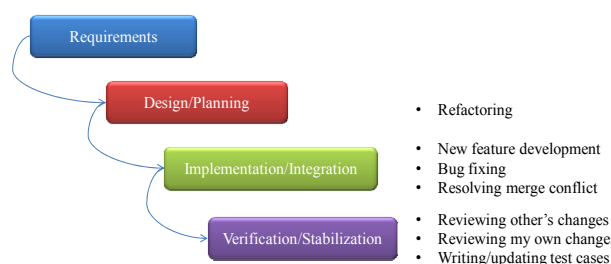 Requirements
Design/Planning
• Refactoring
Implementation/Integration
• New feature development
• Bug fixing
• Resolving merge conflict
Verification/Stabilization
• Reviewing other's changes
• Reviewing my own change
• Writing/updating test cases